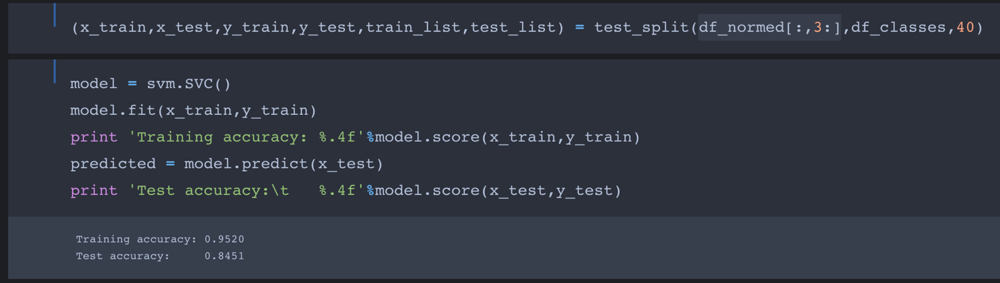 (x_train,x_test,y_train,y_test,train_list,test_list) = test_split(df_normed[:,3:],df_classes,40)
model = svm.SVC()
model.fit(x_train,y_train)
print 'Training accuracy: %.4f'%model.score(x_train,y_train)
predicted = model.predict(x_test)
print 'Test accuracy:\t   %.4f'%model.score(x_test,y_test)
Training accuracy: 0.9520
Test accuracy:     0.8451